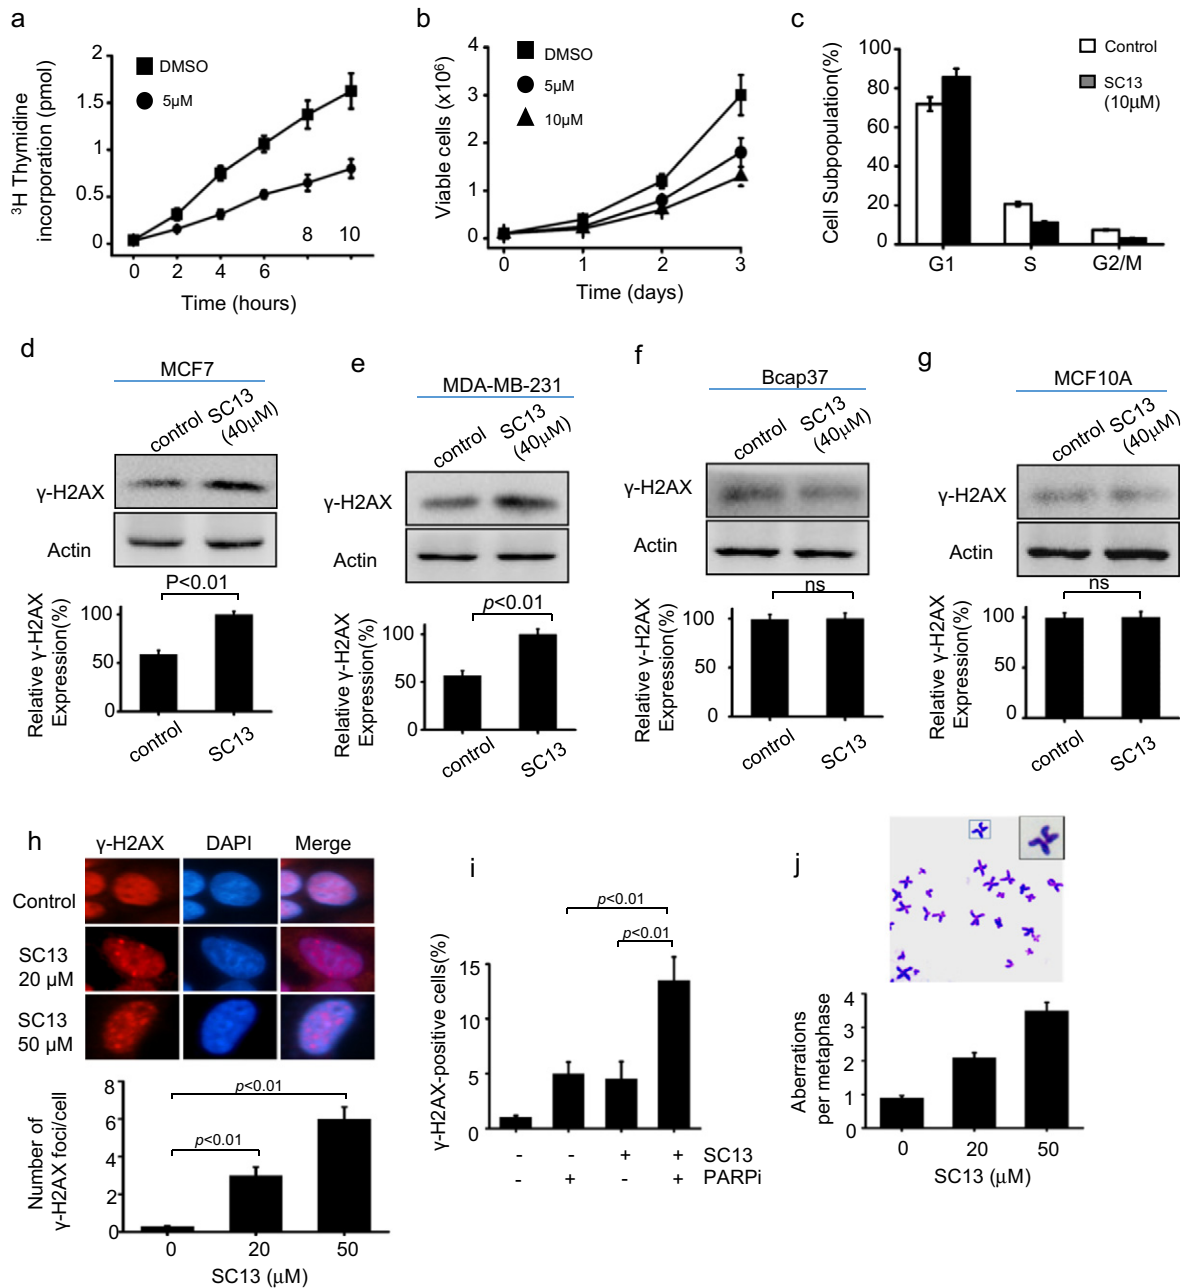 a
2
1.5
1
0.5
0
³H Thymidine
incorporation (pmol)
DMSO
5μM
0 2 4 6 8 10
Time (hours)
b
4
3
2
1
0
Viable cells (x10⁶)
DMSO
5μM
10μM
0 1 2 3
Time (days)
c
100
80
60
40
20
0
Cell Subpopulation(%)
Control
SC13
(10μM)
G1 S G2/M
d
MCF7
control SC13
(40μM)
γ-H2AX
Actin
P<0.01
100
50
0
Relative γ-H2AX
Expression(%)
control SC13
e
MDA-MB-231
control SC13
(40μM)
γ-H2AX
Actin
p<0.01
100
50
0
Relative γ-H2AX
Expression(%)
control SC13
f
Bcap37
control SC13
(40μM)
γ-H2AX
Actin
ns
100
50
0
Relative γ-H2AX
Expression(%)
control SC13
g
MCF10A
control SC13
(40μM)
γ-H2AX
Actin
ns
100
50
0
Relative γ-H2AX
Expression(%)
control SC13
h
γ-H2AX DAPI Merge
Control
SC13
20 μM
SC13
50 μM
8
6
4
2
0
Number of
γ-H2AX foci/cell
p<0.01
p<0.01
0 20 50
SC13 (μM)
i
p<0.01
p<0.01
15
10
5
0
γ-H2AX-positive cells(%)
- - + + SC13
- + - + PARPi
j
4
3
2
1
0
Aberrations
per metaphase
0 20 50
SC13 (μM)